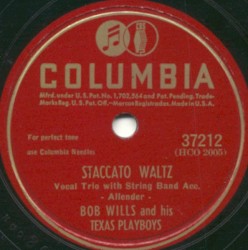 COLUMBIA
Mfrd. under U.S. Pat. No. 1,702,564 and Pat. Pending. Trade
Marks Reg. U.S. Pat. Off.—Marcas Registradas. Made in U.S.A.
For perfect tone
use Columbia Needles
37212
(HCO 2005)
STACCATO WALTZ
Vocal Trio with String Band Acc.
- Allender -
BOB WILLS and his
TEXAS PLAYBOYS